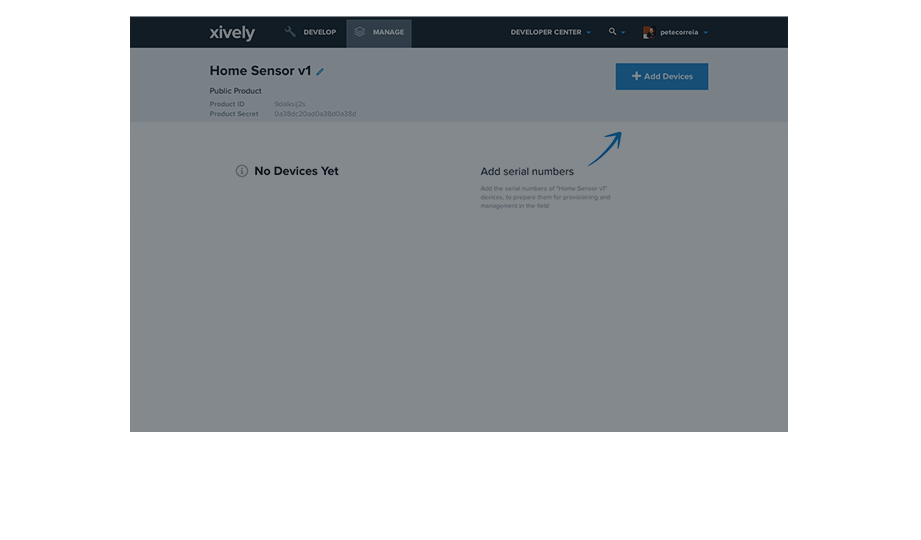 xively DEVELOP MANAGE DEVELOPER CENTER petecorreia
Home Sensor v1
+ Add Devices
Public Product
Product ID
Product Secret 0a38dc20ad0a38d0a38d
No Devices Yet
Add serial numbers
Add the serial numbers of "Home Sensor v1"
devices, to prepare them for provisioning and
management in the field